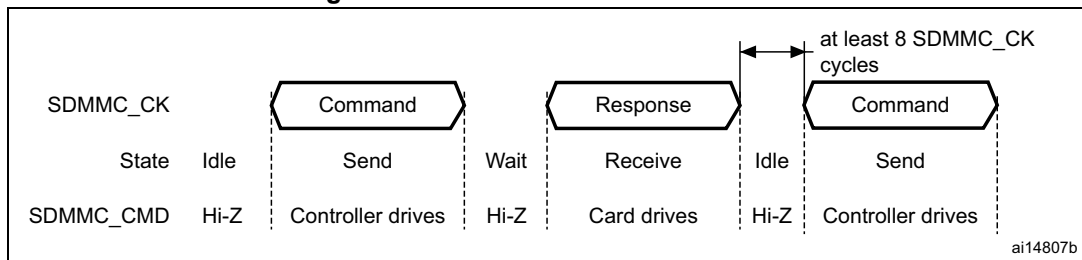 at least 8 SDMMC_CK
cycles
SDMMC_CK Command Response Command
State Idle Send Wait Receive Idle Send
SDMMC_CMD Hi-Z Controller drives Hi-Z Card drives Hi-Z Controller drives
ai14807b